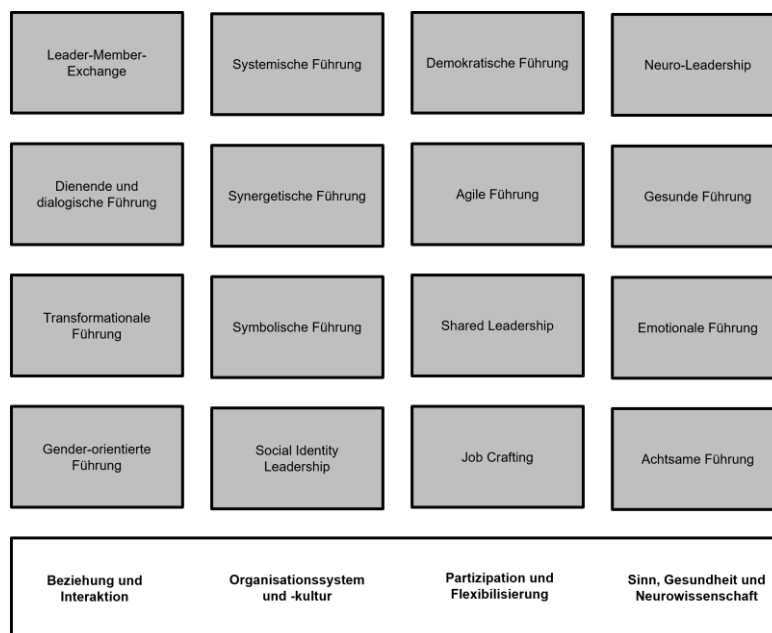 Leader-Member-
Exchange
Systemische Führung
Demokratische Führung
Neuro-Leadership
Dienende und
dialogische Führung
Synergetische Führung
Agile Führung
Gesunde Führung
Transformationale
Führung
Symbolische Führung
Shared Leadership
Emotionale Führung
Gender-orientierte
Führung
Social Identity
Leadership
Job Crafting
Achtsame Führung
Beziehung und
Interaktion
Organisationssystem
und -kultur
Partizipation und
Flexibilisierung
Sinn, Gesundheit und
Neurowissenschaft